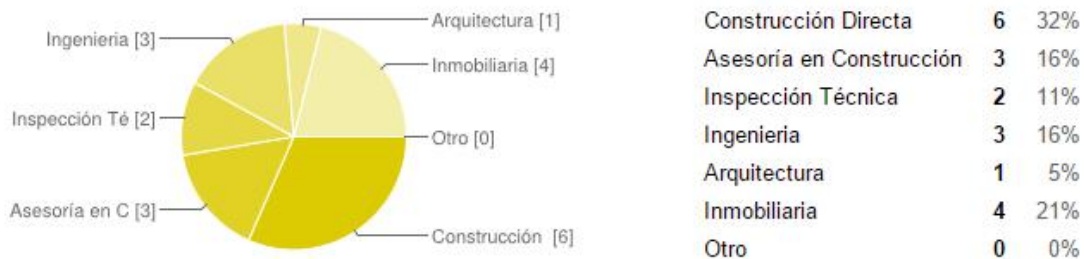 Arquitectura [1]
Ingenieria [3]
Inmobiliaria [4]
Inspección Té [2]
Otro [0]
Asesoría en C [3]
Construcción [6]
Construcción Directa 6 32%
Asesoría en Construcción 3 16%
Inspección Técnica 2 11%
Ingenieria 3 16%
Arquitectura 1 5%
Inmobiliaria 4 21%
Otro 0 0%